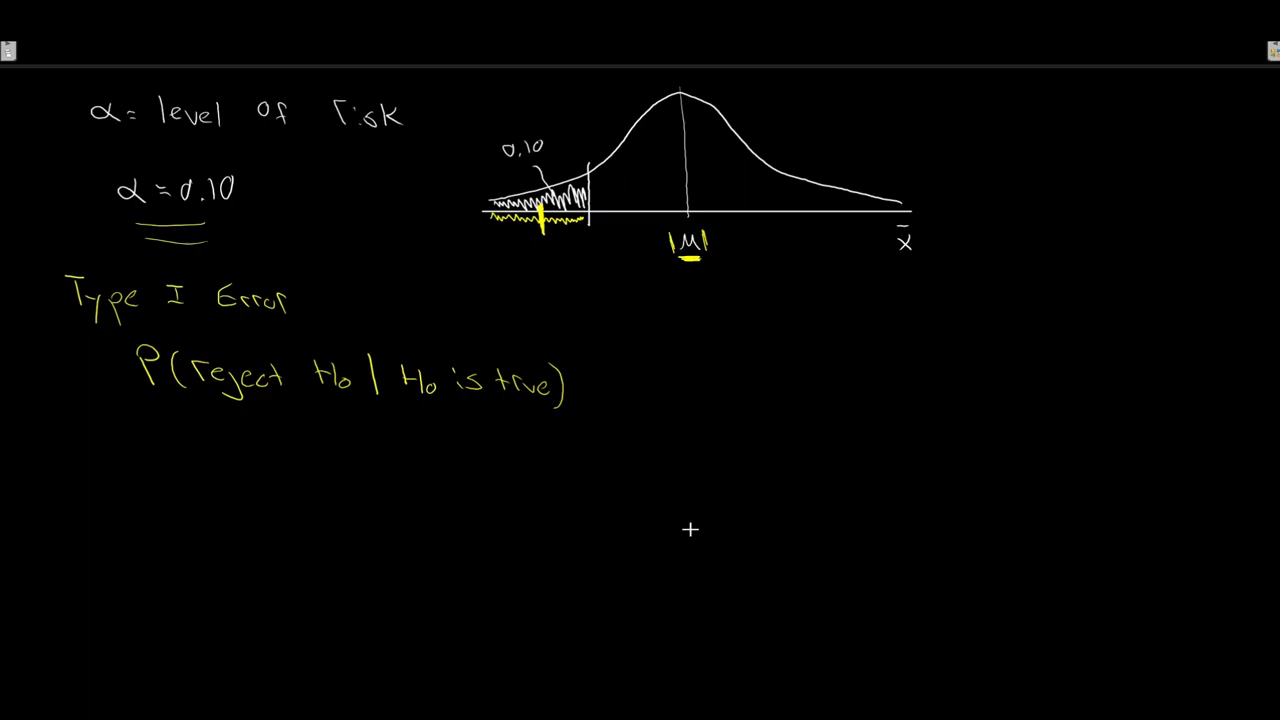 α = level of risk
α = 0.10
0.10
μ
x̄
Type I Error
P(reject H₀ | H₀ is true)